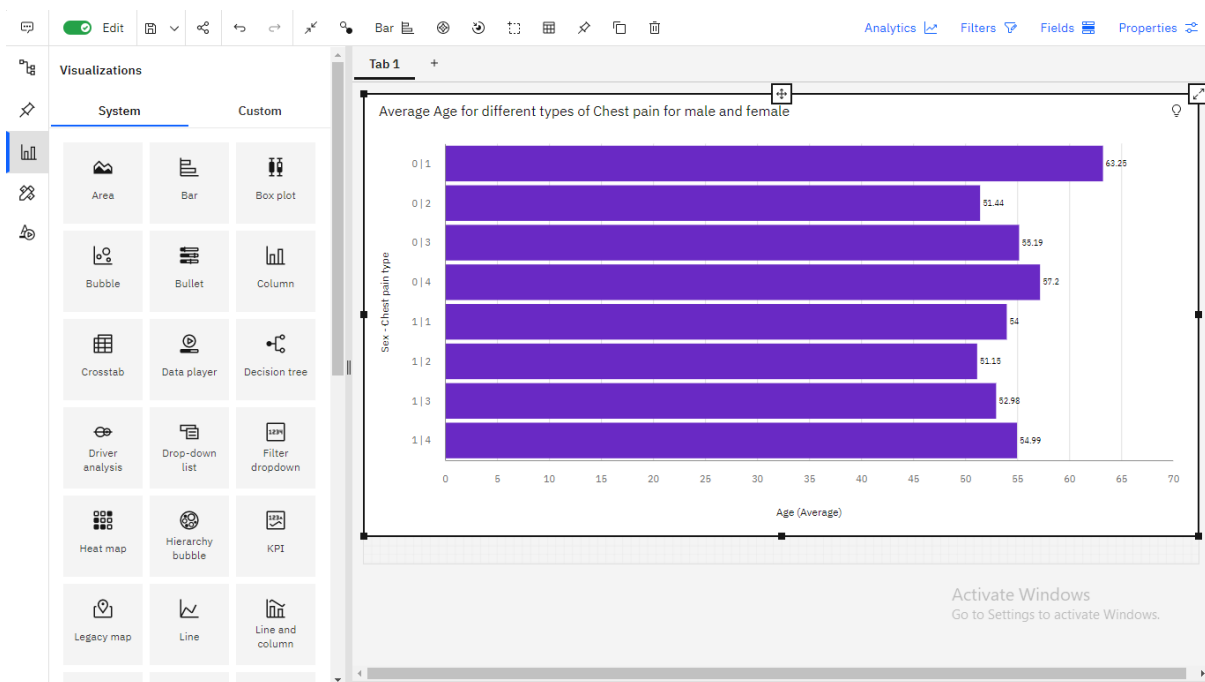 Edit
Bar
Analytics
Filters
Fields
Properties
Visualizations
System
Custom
Area
Bar
Box plot
Bubble
Bullet
Column
Crosstab
Data player
Decision tree
Driver
analysis
Drop-down
list
1234
Filter
dropdown
Heat map
Hierarchy
bubble
KPI
Legacy map
Line
Line and
column
Tab 1
Average Age for different types of Chest pain for male and female
Sex - Chest pain type
0 | 1
63.25
0 | 2
51.44
0 | 3
55.19
0 | 4
57.2
1 | 1
54
1 | 2
51.15
1 | 3
52.98
1 | 4
54.99
0 5 10 15 20 25 30 35 40 45 50 55 60 65 70
Age (Average)
Activate Windows
Go to Settings to activate Windows.